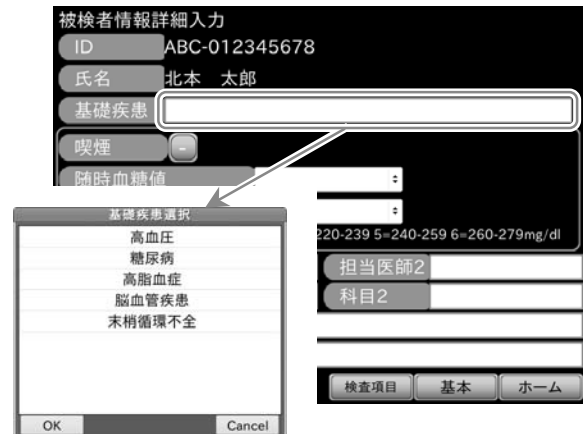 被検者情報詳細入力
ID ABC-012345678
氏名 北本 太郎
基礎疾患
喫煙 -
随時血糖値
220-239 5=240-259 6=260-279mg/dl
担当医師2
科目2
検査項目 基本 ホーム
基礎疾患選択
高血圧
糖尿病
高脂血症
脳血管疾患
末梢循環不全
OK Cancel